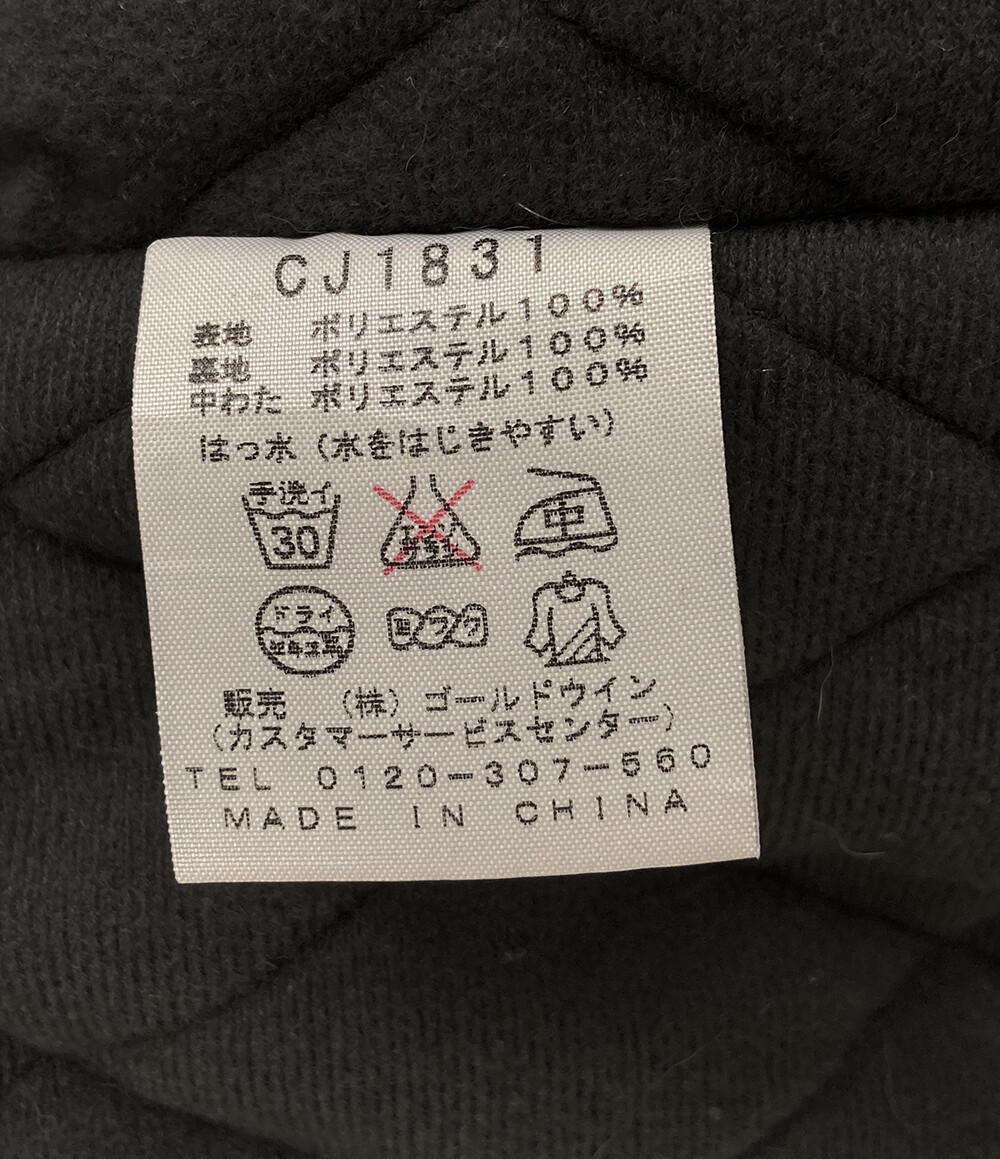 CJ1831
表地 ポリエステル100%
裏地 ポリエステル100%
中わた ポリエステル100%
はっ水(水をはじきやすい)
手洗イ
30
中
ドライ
セキユ系
販売 (株)ゴールドウイン
(カスタマーサービスセンター)
TEL 0120-307-560
MADE IN CHINA